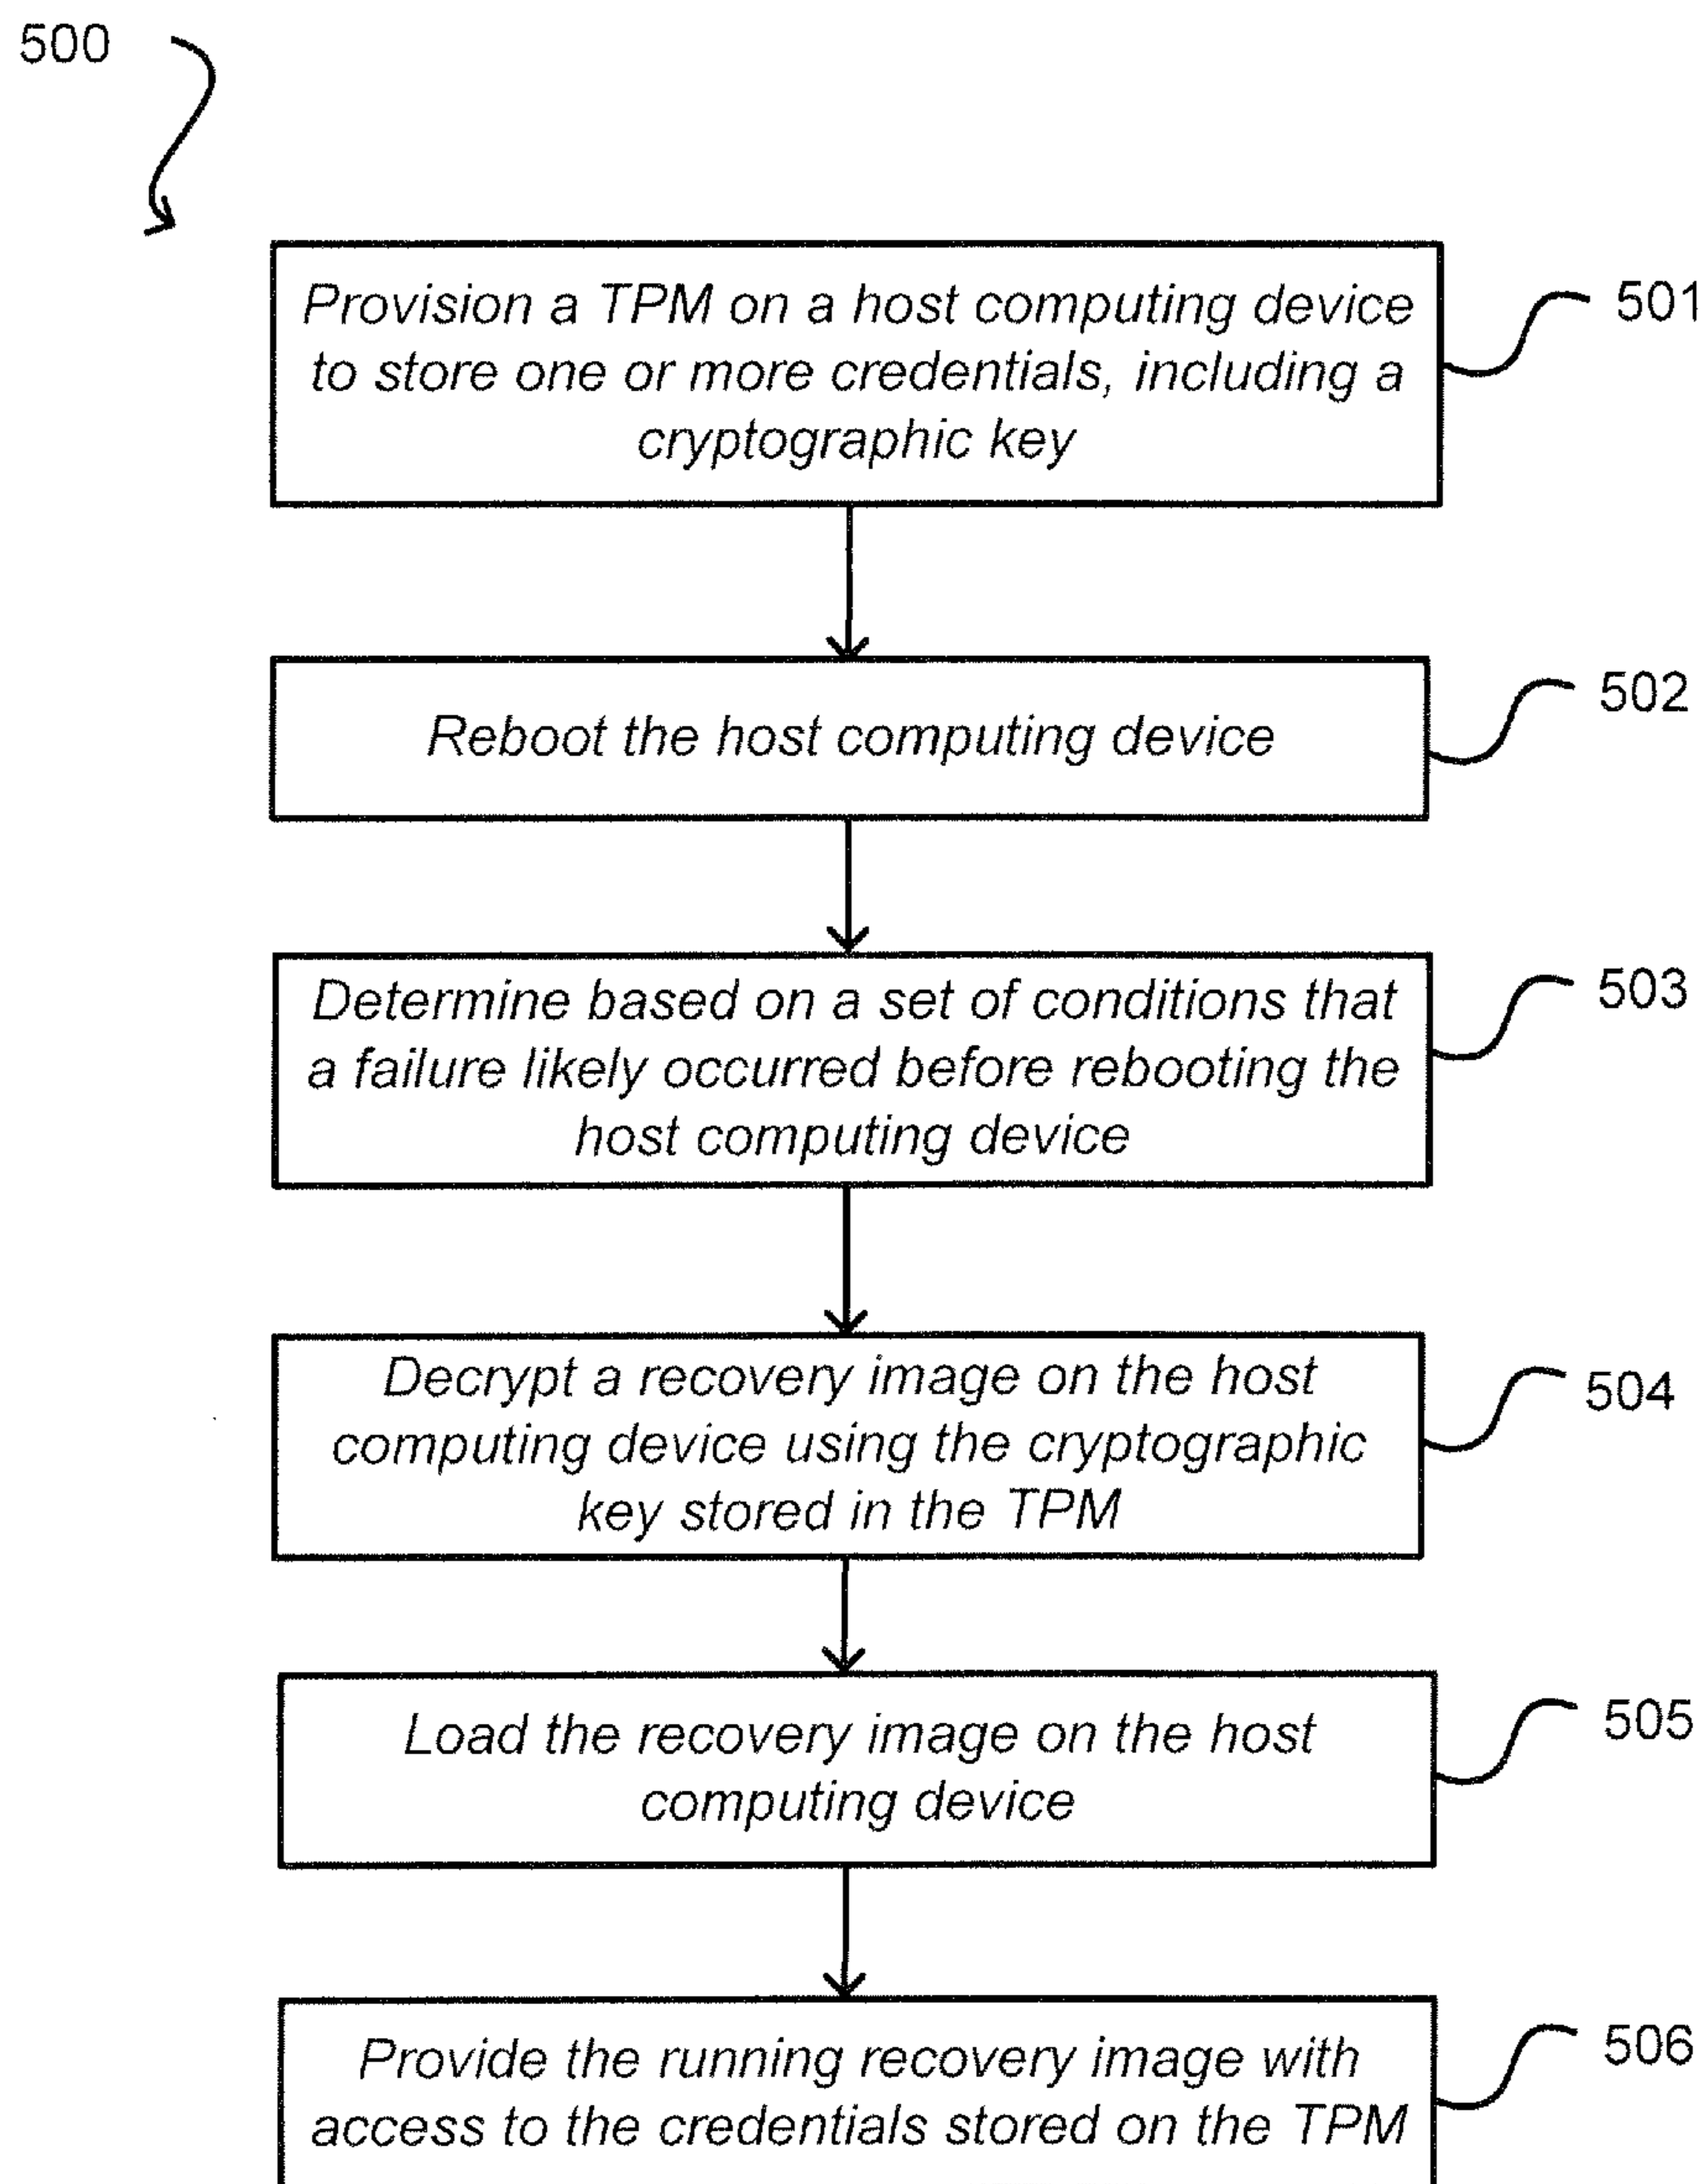 500
Provision a TPM on a host computing device
to store one or more credentials, including a
cryptographic key
501
Reboot the host computing device
502
Determine based on a set of conditions that
a failure likely occurred before rebooting the
host computing device
503
Decrypt a recovery image on the host
computing device using the cryptographic
key stored in the TPM
504
Load the recovery image on the host
computing device
505
Provide the running recovery image with
access to the credentials stored on the TPM
506